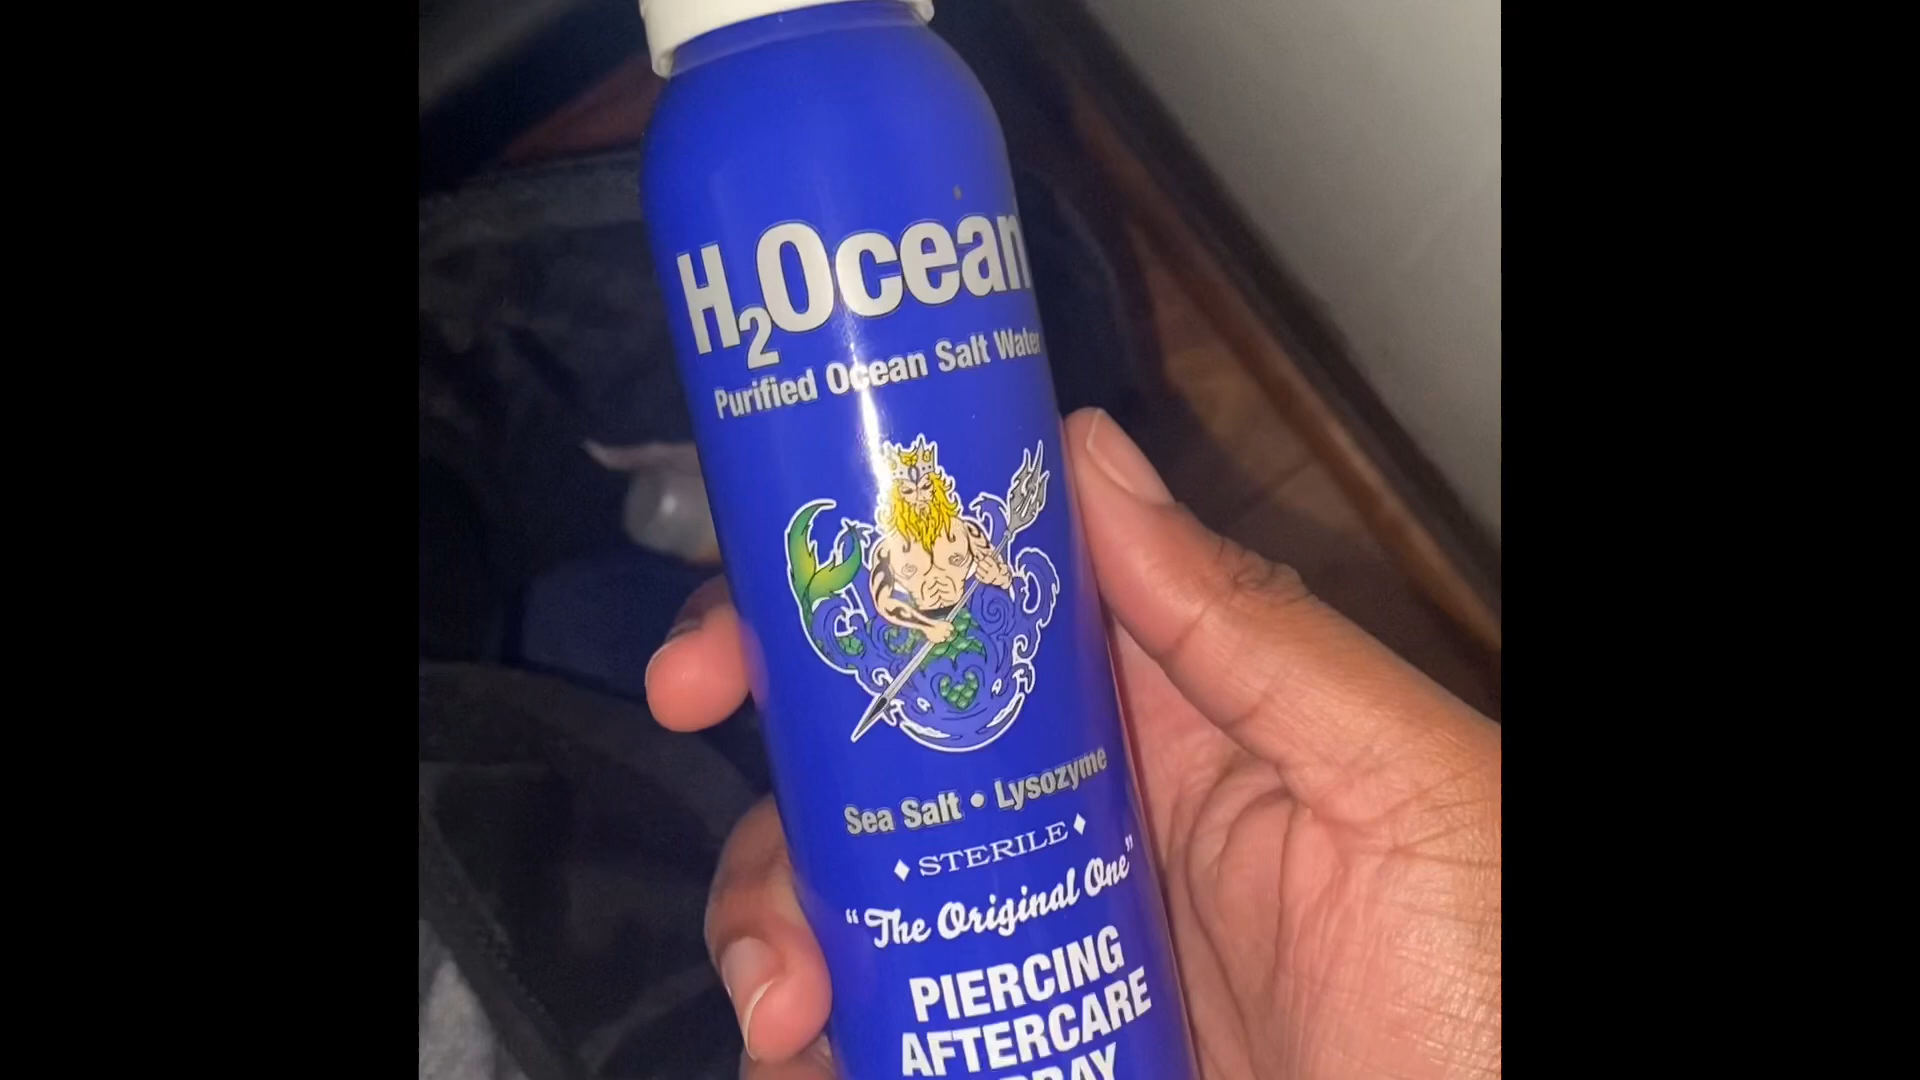 H₂Ocean
Purified Ocean Salt Water
Sea Salt • Lysozyme
♦ STERILE ♦
“The Original One”
PIERCING
AFTERCARE